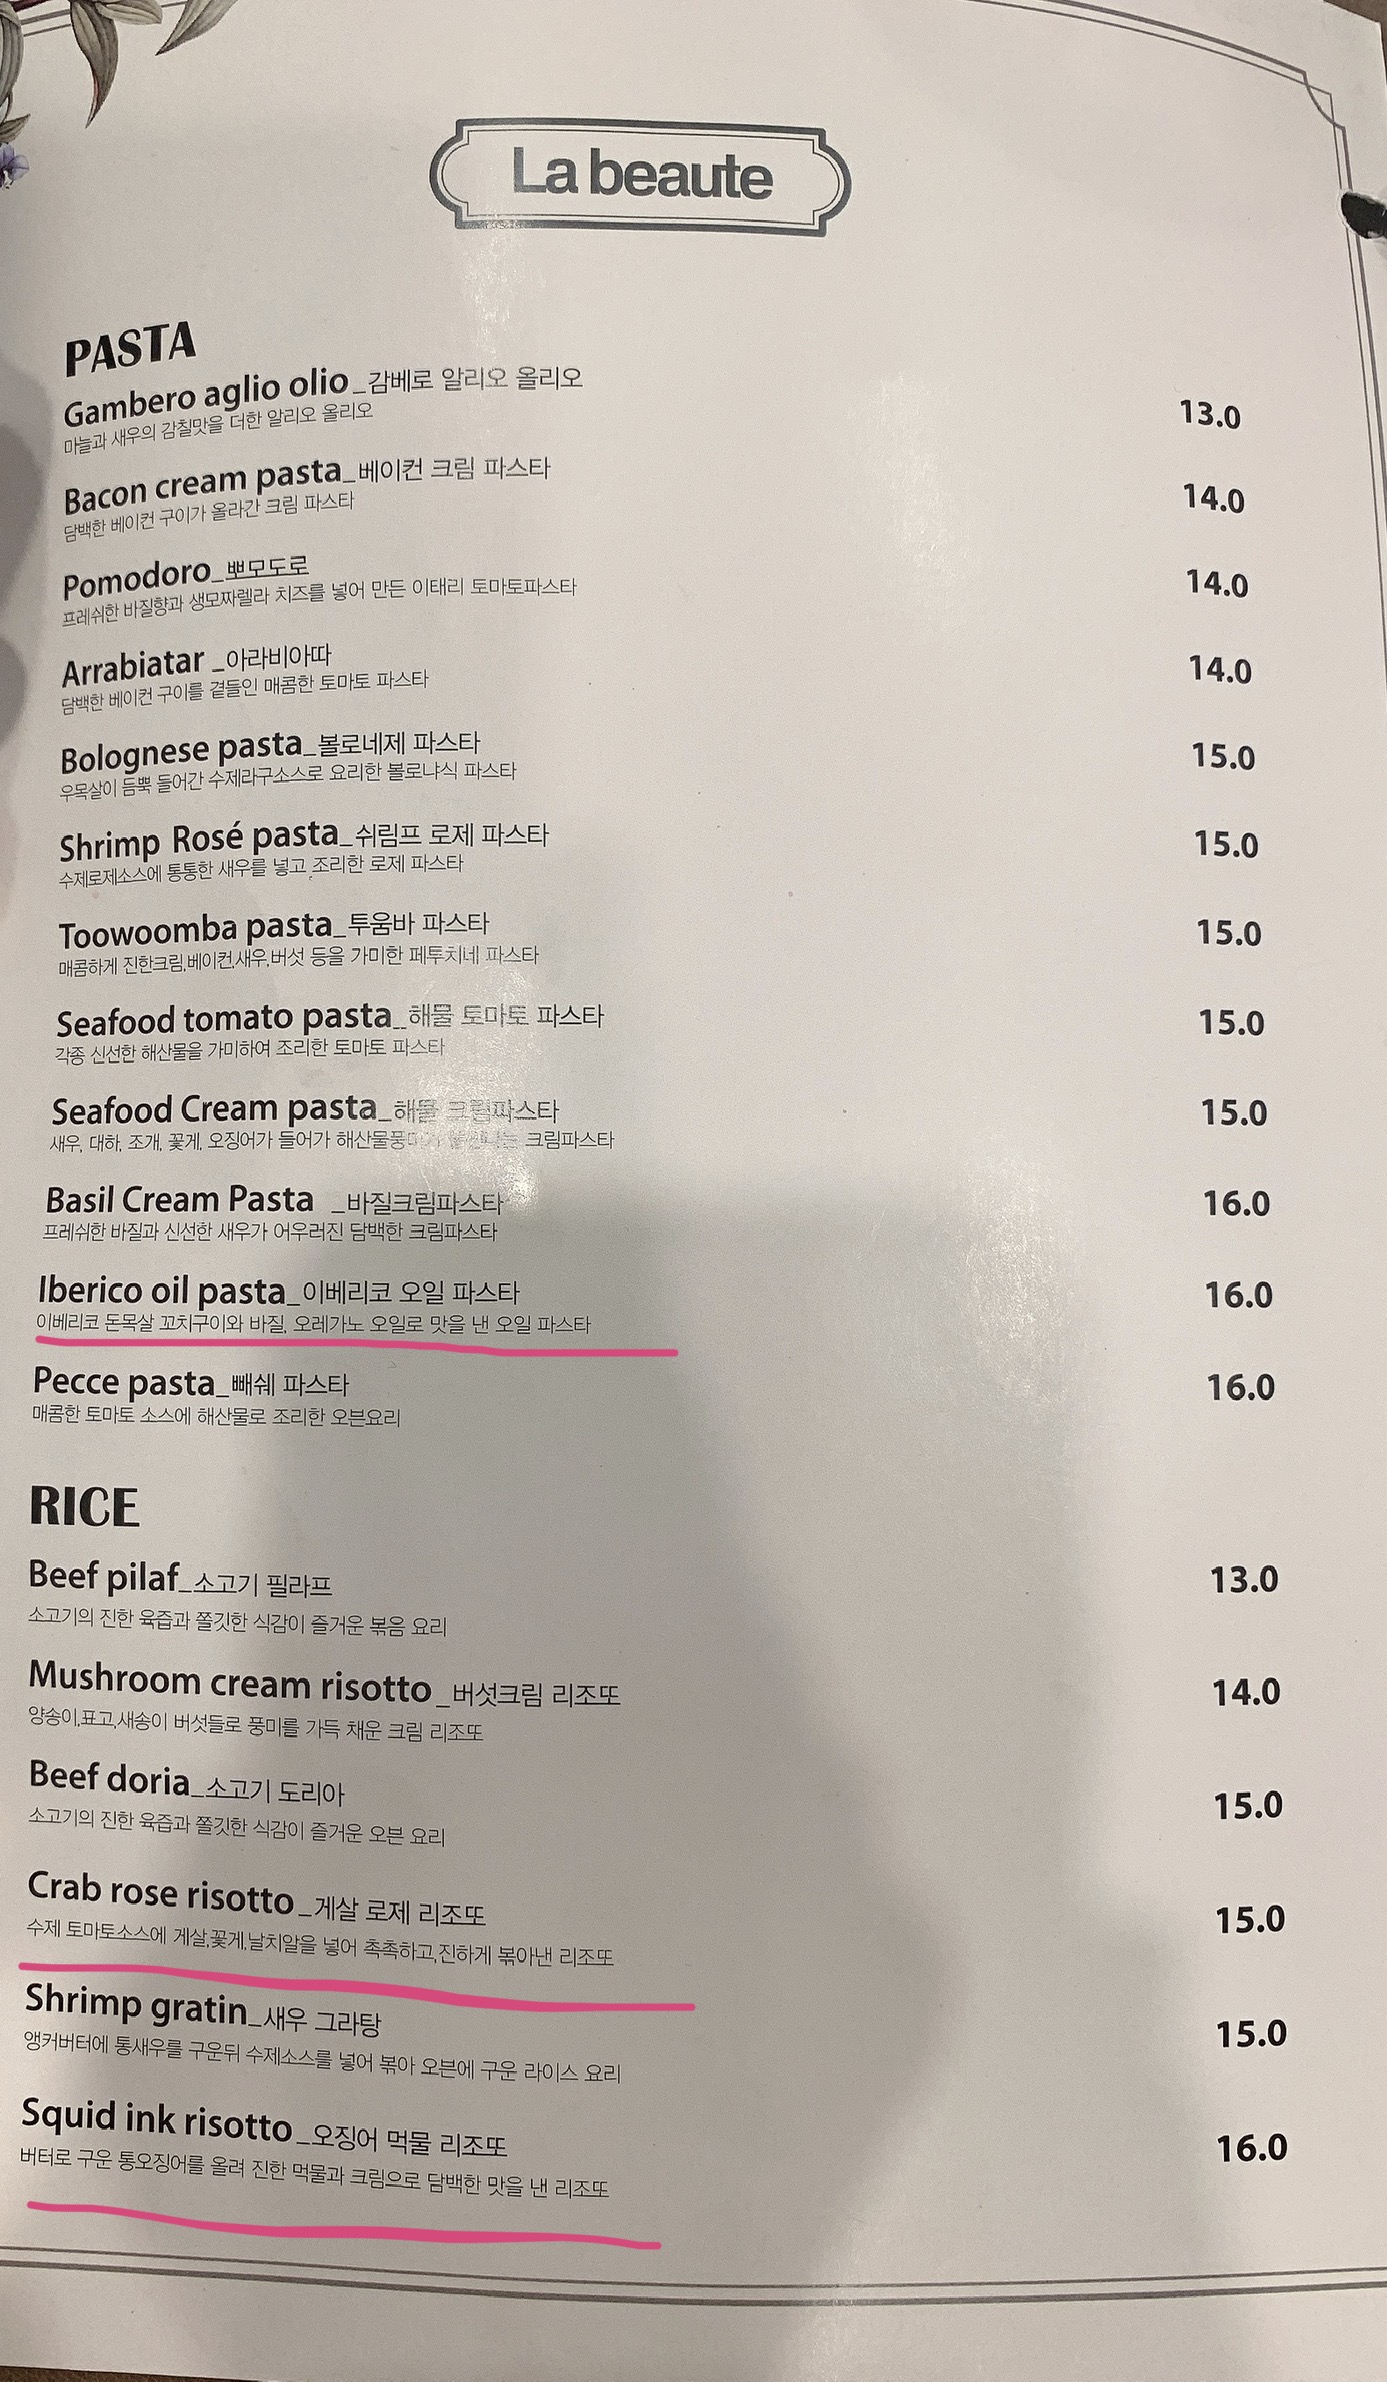 La beaute
PASTA
Gambero aglio olio_감베로 알리오 올리오
13.0
마늘과 새우의 감칠맛을 더한 알리오 올리오
Bacon cream pasta_베이컨 크림 파스타
14.0
담백한 베이컨 구이가 올라간 크림 파스타
Pomodoro_뽀모도로
14.0
프레쉬한 바질향과 생모짜렐라 치즈를 넣어 만든 이태리 토마토파스타
Arrabiatar _아라비아따
14.0
담백한 베이컨 구이를 곁들인 매콤한 토마토 파스타
Bolognese pasta_볼로네제 파스타
15.0
우목살이 듬뿍 들어간 수제라구소스로 요리한 볼로냐식 파스타
Shrimp Rosé pasta_쉬림프 로제 파스타
15.0
수제로제소스에 통통한 새우를 넣고 조리한 로제 파스타
Toowoomba pasta_투움바 파스타
15.0
매콤하게 진한크림,베이컨,새우,버섯 등을 가미한 페투치네 파스타
Seafood tomato pasta_해물 토마토 파스타
15.0
각종 신선한 해산물을 가미하여 조리한 토마토 파스타
Seafood Cream pasta_해물 크림파스타
15.0
새우, 대하, 조개, 꽃게, 오징어가 들어가 크림파스타
Basil Cream Pasta _바질크림파스타
16.0
프레쉬한 바질과 신선한 새우가 어우러진 담백한 크림파스타
Iberico oil pasta_이베리코 오일 파스타
16.0
이베리코 돈목살 꼬치구이와 바질, 오레가노 오일로 맛을 낸 오일 파스타
Pecce pasta_빼쉐 파스타
16.0
매콤한 토마토 소스에 해산물로 조리한 오븐요리
RICE
Beef pilaf_소고기 필라프
13.0
소고기의 진한 육즙과 쫄깃한 식감이 즐거운 볶음 요리
Mushroom cream risotto_버섯크림 리조또
14.0
양송이,표고,새송이 버섯들로 풍미를 가득 채운 크림 리조또
Beef doria_소고기 도리아
15.0
소고기의 진한 육즙과 쫄깃한 식감이 즐거운 오븐 요리
Crab rose risotto_게살 로제 리조또
15.0
수제 토마토소스에 게살,꽃게,날치알을 넣어 촉촉하고,진하게 볶아낸 리조또
Shrimp gratin_새우 그라탕
15.0
앵커버터에 통새우를 구운뒤 수제소스를 넣어 볶아 오븐에 구운 라이스 요리
Squid ink risotto_오징어 먹물 리조또
16.0
버터로 구운 통오징어를 올려 진한 먹물과 크림으로 담백한 맛을 낸 리조또